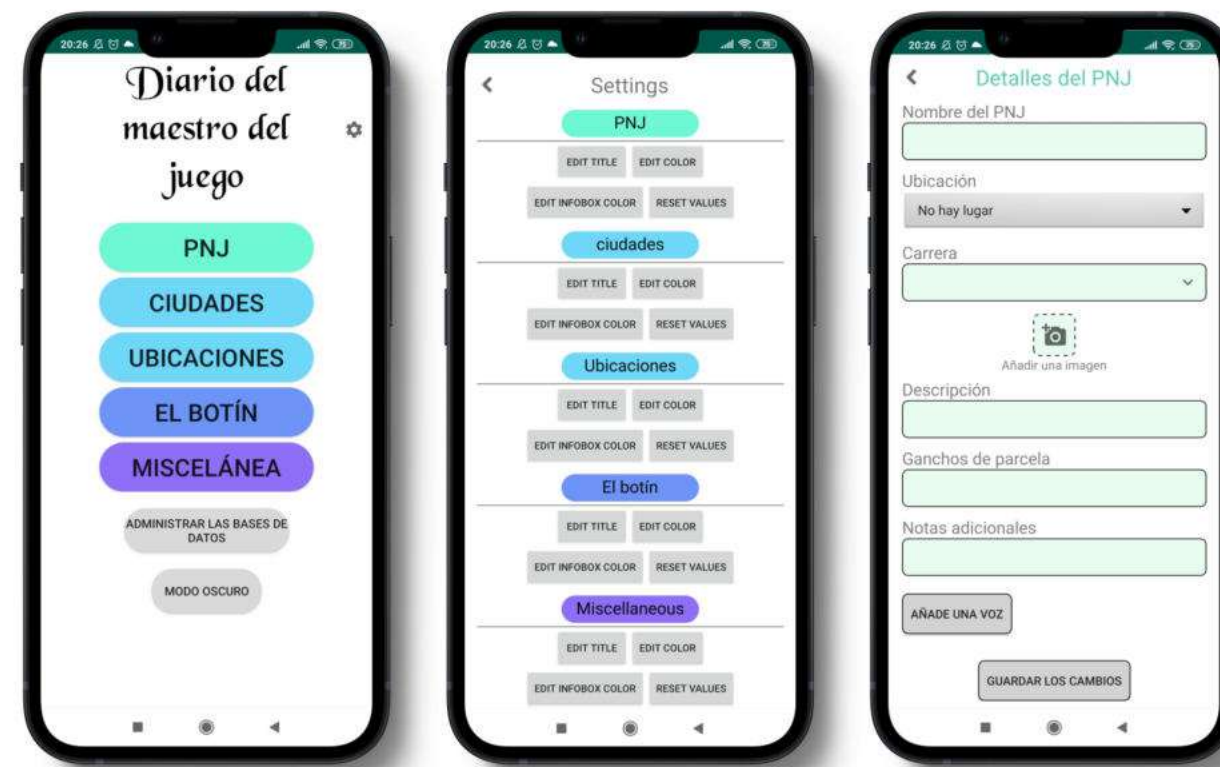 20:26
Diario del
maestro del
juego
PNJ
CIUDADES
UBICACIONES
EL BOTÍN
MISCELÁNEA
ADMINISTRAR LAS BASES DE
DATOS
MODO OSCURO
20:26
Settings
PNJ
EDIT TITLE EDIT COLOR
EDIT INFOBOX COLOR RESET VALUES
ciudades
EDIT TITLE EDIT COLOR
EDIT INFOBOX COLOR RESET VALUES
Ubicaciones
EDIT TITLE EDIT COLOR
EDIT INFOBOX COLOR RESET VALUES
El botín
EDIT TITLE EDIT COLOR
EDIT INFOBOX COLOR RESET VALUES
Miscellaneous
EDIT TITLE EDIT COLOR
EDIT INFOBOX COLOR RESET VALUES
20:26
Detalles del PNJ
Nombre del PNJ
Ubicación
No hay lugar
Carrera
Añadir una imagen
Descripción
Ganchos de parcela
Notas adicionales
AÑADE UNA VOZ
GUARDAR LOS CAMBIOS